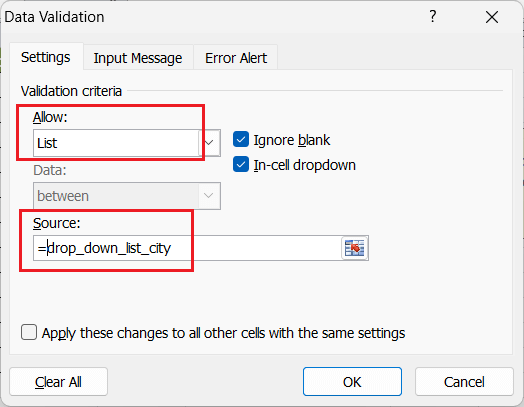 Data Validation ?
Settings Input Message Error Alert
Validation criteria
Allow:
List
Ignore blank
Data:
In-cell dropdown
between
Source:
=drop_down_list_city
Apply these changes to all other cells with the same settings
Clear All OK Cancel